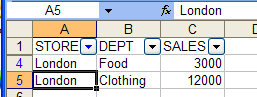 A5 fx London
A B C
1 STORE DEPT SALES
4 London Food 3000
5 London Clothing 12000